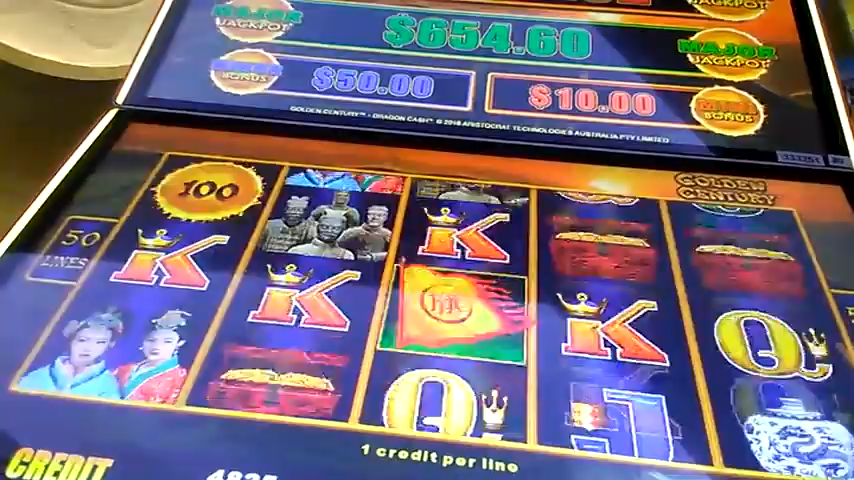 MAJOR
JACKPOT
$654.60
MAJOR
JACKPOT
JACKPOT
BONUS
$50.00
$10.00
MINI
BONUS
GOLDEN CENTURY™ - DRAGON CASH™ © 2018 ARISTOCRAT TECHNOLOGIES AUSTRALIA PTY LIMITED
GOLDEN
CENTURY
100
50
LINES
K
K
K
K
Q
Q
J
1 credit per line
CREDIT